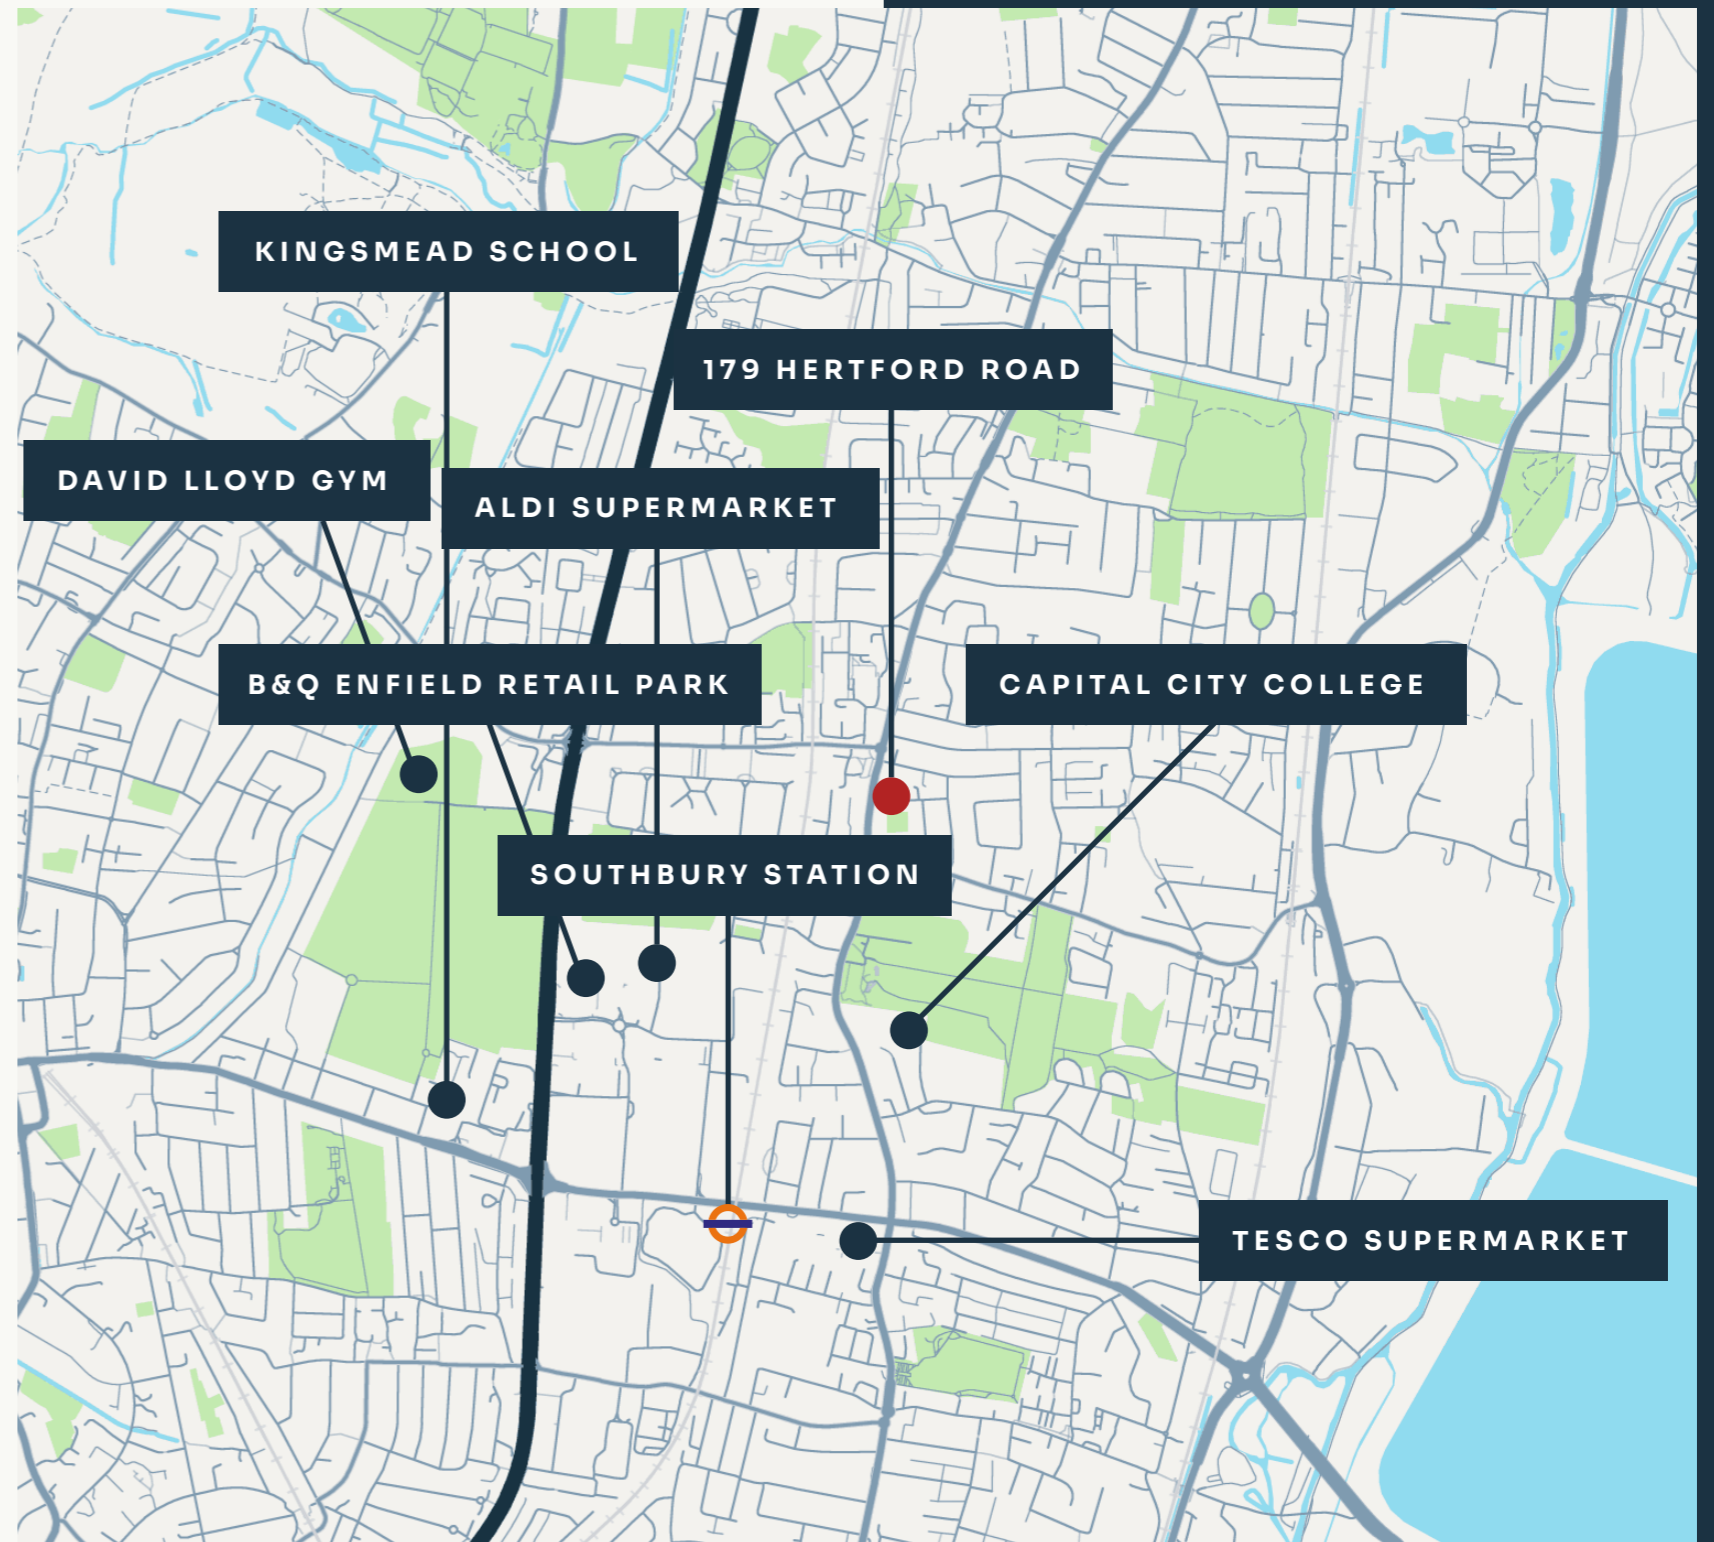 KINGSMEAD SCHOOL
179 HERTFORD ROAD
DAVID LLOYD GYM
ALDI SUPERMARKET
B&Q ENFIELD RETAIL PARK
CAPITAL CITY COLLEGE
SOUTHBURY STATION
TESCO SUPERMARKET